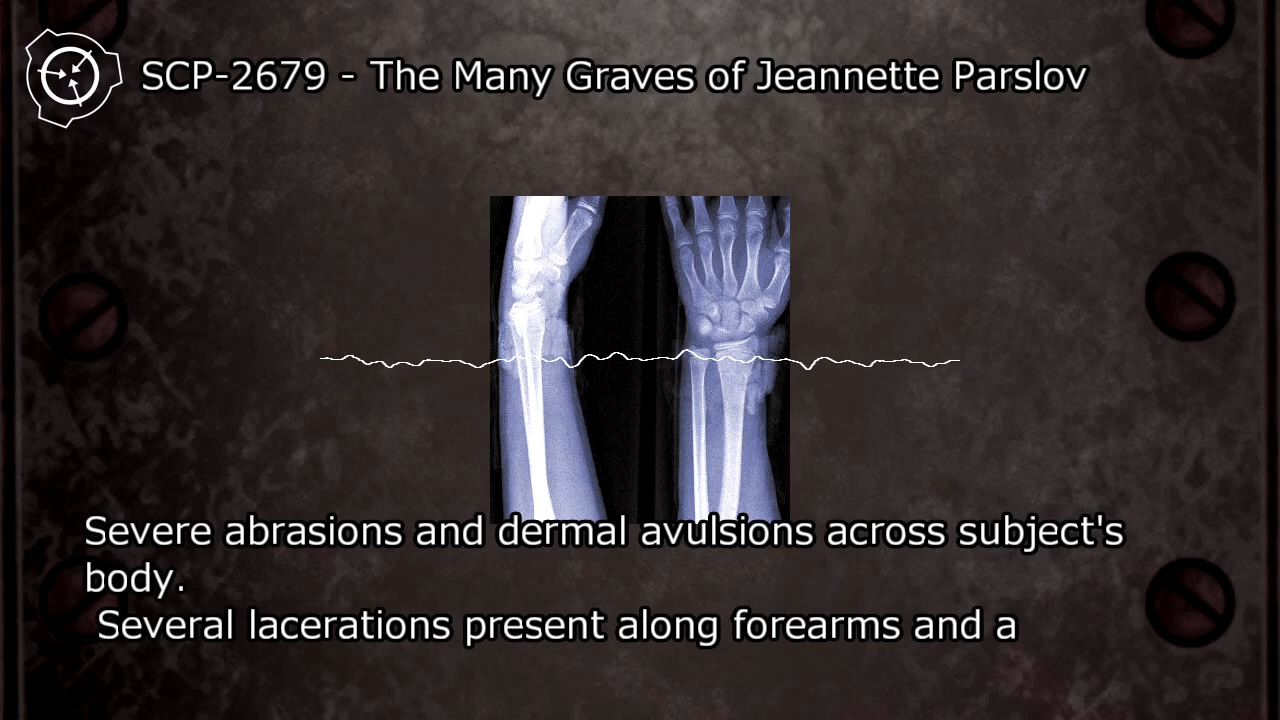 SCP-2679 - The Many Graves of Jeannette Parslov
Severe abrasions and dermal avulsions across subject's
body.
Several lacerations present along forearms and a